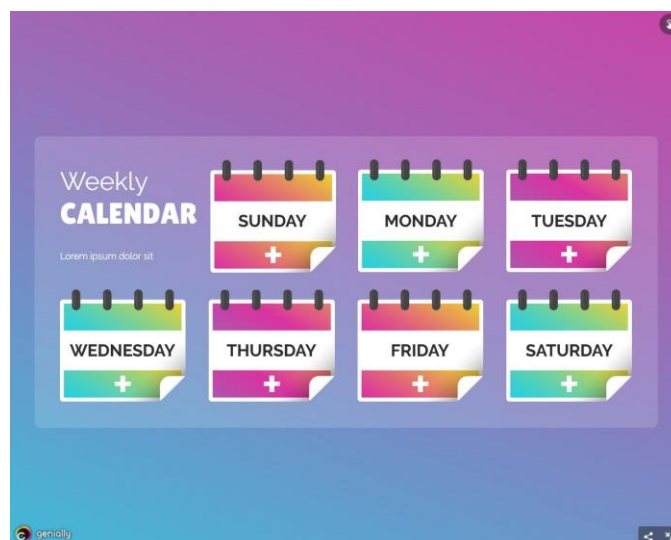 Weekly
CALENDAR
Lorem ipsum dolor sit
SUNDAY
MONDAY
TUESDAY
WEDNESDAY
THURSDAY
FRIDAY
SATURDAY
genially